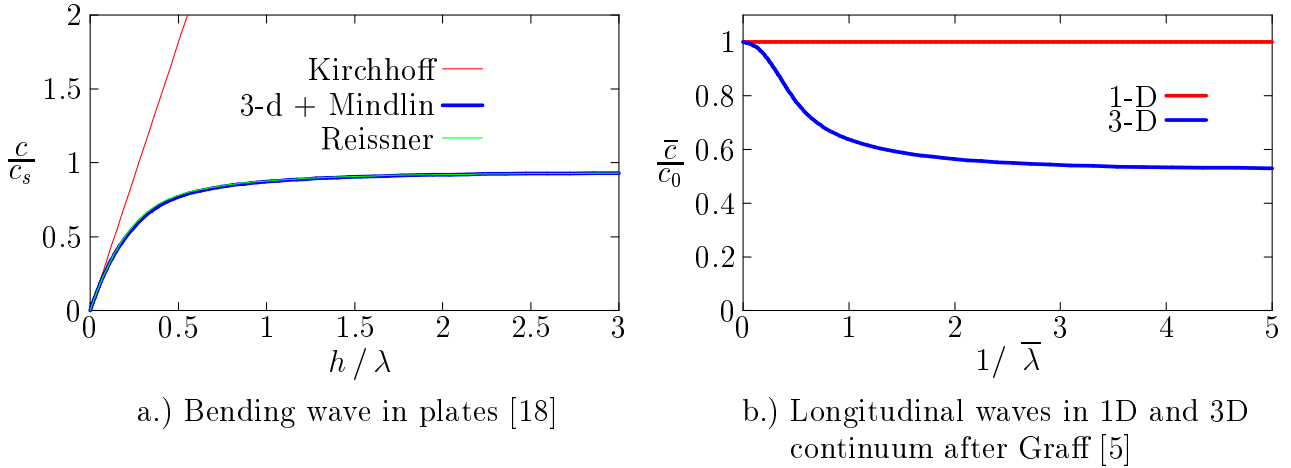 2
1.5
1
0.5
0
c
c_s
Kirchhoff
3-d + Mindlin
Reissner
0 0.5 1 1.5 2 2.5 3
h / λ
a.) Bending wave in plates [18]
1
0.8
0.6
0.4
0.2
0
c̅
c_0
1-D
3-D
0 1 2 3 4 5
1/ λ̅
b.) Longitudinal waves in 1D and 3D
continuum after Graff [5]